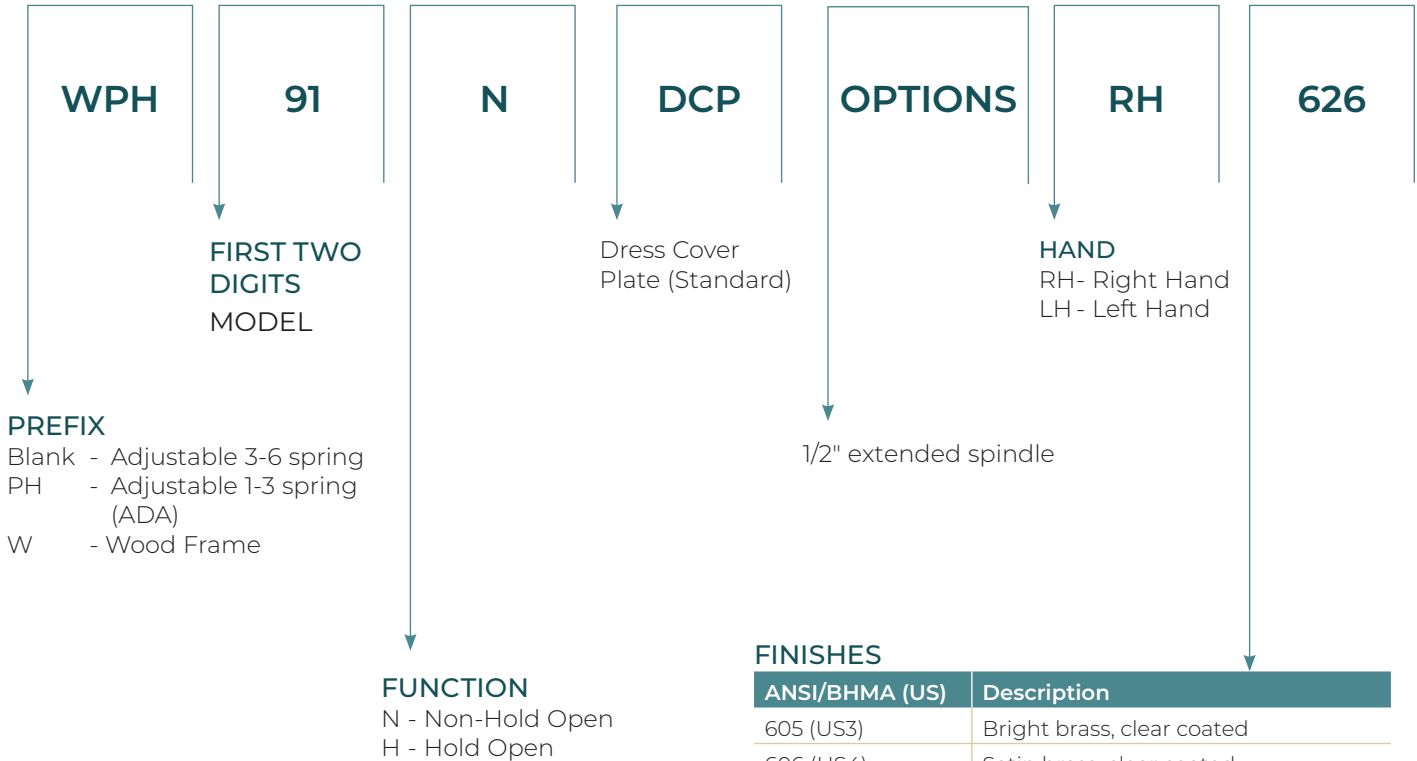 WPH 91 N DCP OPTIONS RH 626
FIRST TWO
DIGITS
MODEL
Dress Cover
Plate (Standard)
HAND
RH- Right Hand
LH - Left Hand
PREFIX
Blank - Adjustable 3-6 spring
PH - Adjustable 1-3 spring
(ADA)
W - Wood Frame
1/2" extended spindle
FUNCTION
N - Non-Hold Open
H - Hold Open
FINISHES
ANSI/BHMA (US) Description
605 (US3) Bright brass, clear coated